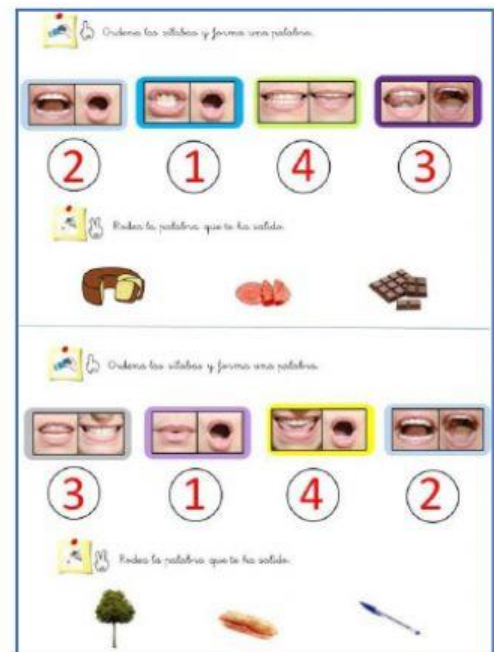 Ordena las sílabas y forma una palabra.
2 1 4 3
Rodea la palabra que te ha salido.
Ordena las sílabas y forma una palabra.
3 1 4 2
Rodea la palabra que te ha salido.